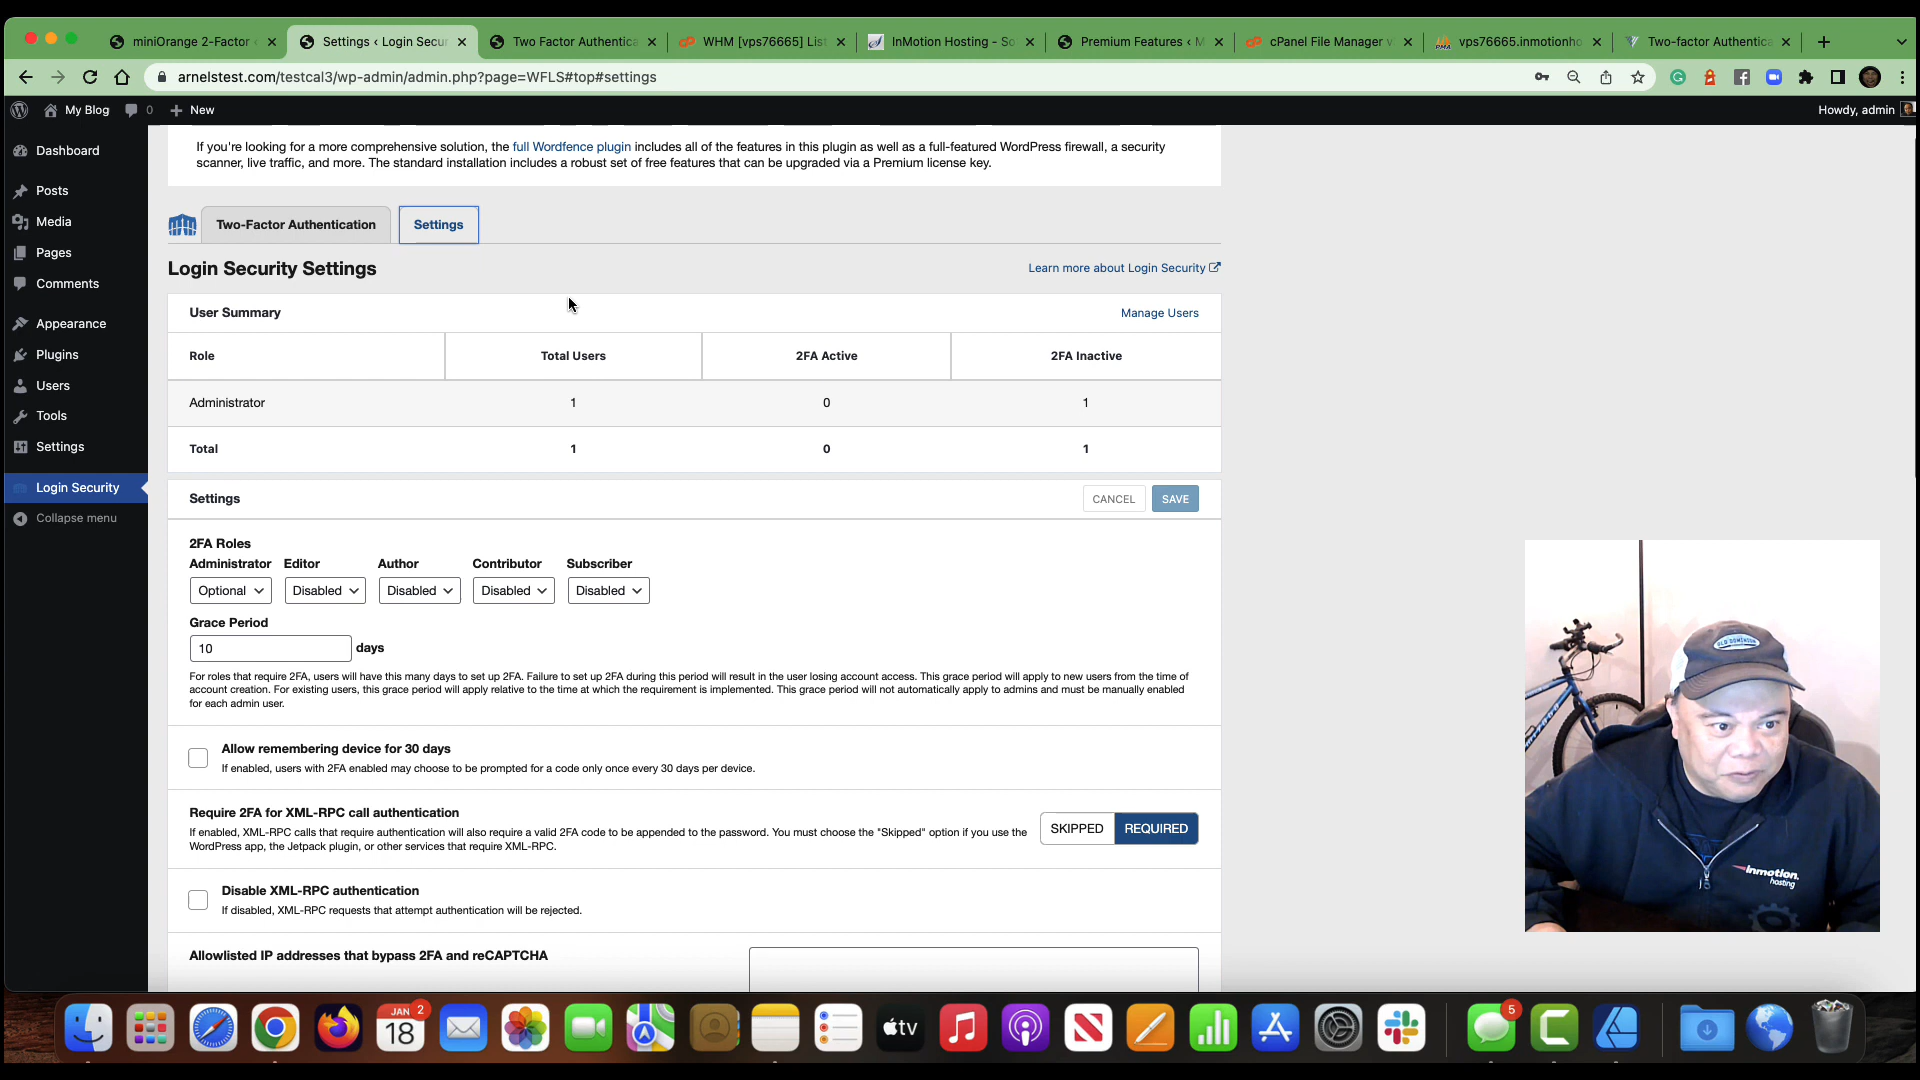 miniOrange 2-Factor ‹
Settings ‹ Login Secur
Two Factor Authentica
WHM [vps76665] List
InMotion Hosting - So
Premium Features ‹ M
cPanel File Manager v
vps76665.inmotionho
Two-factor Authentica
arnelstest.com/testcal3/wp-admin/admin.php?page=WFLS#top#settings
My Blog
0
New
Howdy, admin
Dashboard
Posts
Media
Pages
Comments
Appearance
Plugins
Users
Tools
Settings
Login Security
Collapse menu
If you're looking for a more comprehensive solution, the full Wordfence plugin includes all of the features in this plugin as well as a full-featured WordPress firewall, a security
scanner, live traffic, and more. The standard installation includes a robust set of free features that can be upgraded via a Premium license key.
Two-Factor Authentication
Settings
Login Security Settings
Learn more about Login Security
User Summary
Manage Users
Role Total Users 2FA Active 2FA Inactive
Administrator 1 0 1
Total 1 0 1
Settings
CANCEL
SAVE
2FA Roles
Administrator Editor Author Contributor Subscriber
Optional Disabled Disabled Disabled Disabled
Grace Period
10 days
For roles that require 2FA, users will have this many days to set up 2FA. Failure to set up 2FA during this period will result in the user losing account access. This grace period will apply to new users from the time of
account creation. For existing users, this grace period will apply relative to the time at which the requirement is implemented. This grace period will not automatically apply to admins and must be manually enabled
for each admin user.
Allow remembering device for 30 days
If enabled, users with 2FA enabled may choose to be prompted for a code only once every 30 days per device.
Require 2FA for XML-RPC call authentication
If enabled, XML-RPC calls that require authentication will also require a valid 2FA code to be appended to the password. You must choose the "Skipped" option if you use the
WordPress app, the Jetpack plugin, or other services that require XML-RPC.
SKIPPED
REQUIRED
Disable XML-RPC authentication
If disabled, XML-RPC requests that attempt authentication will be rejected.
Allowlisted IP addresses that bypass 2FA and reCAPTCHA
OLD DOMINION
Inmotion
hosting
JAN
18
2
tv
5